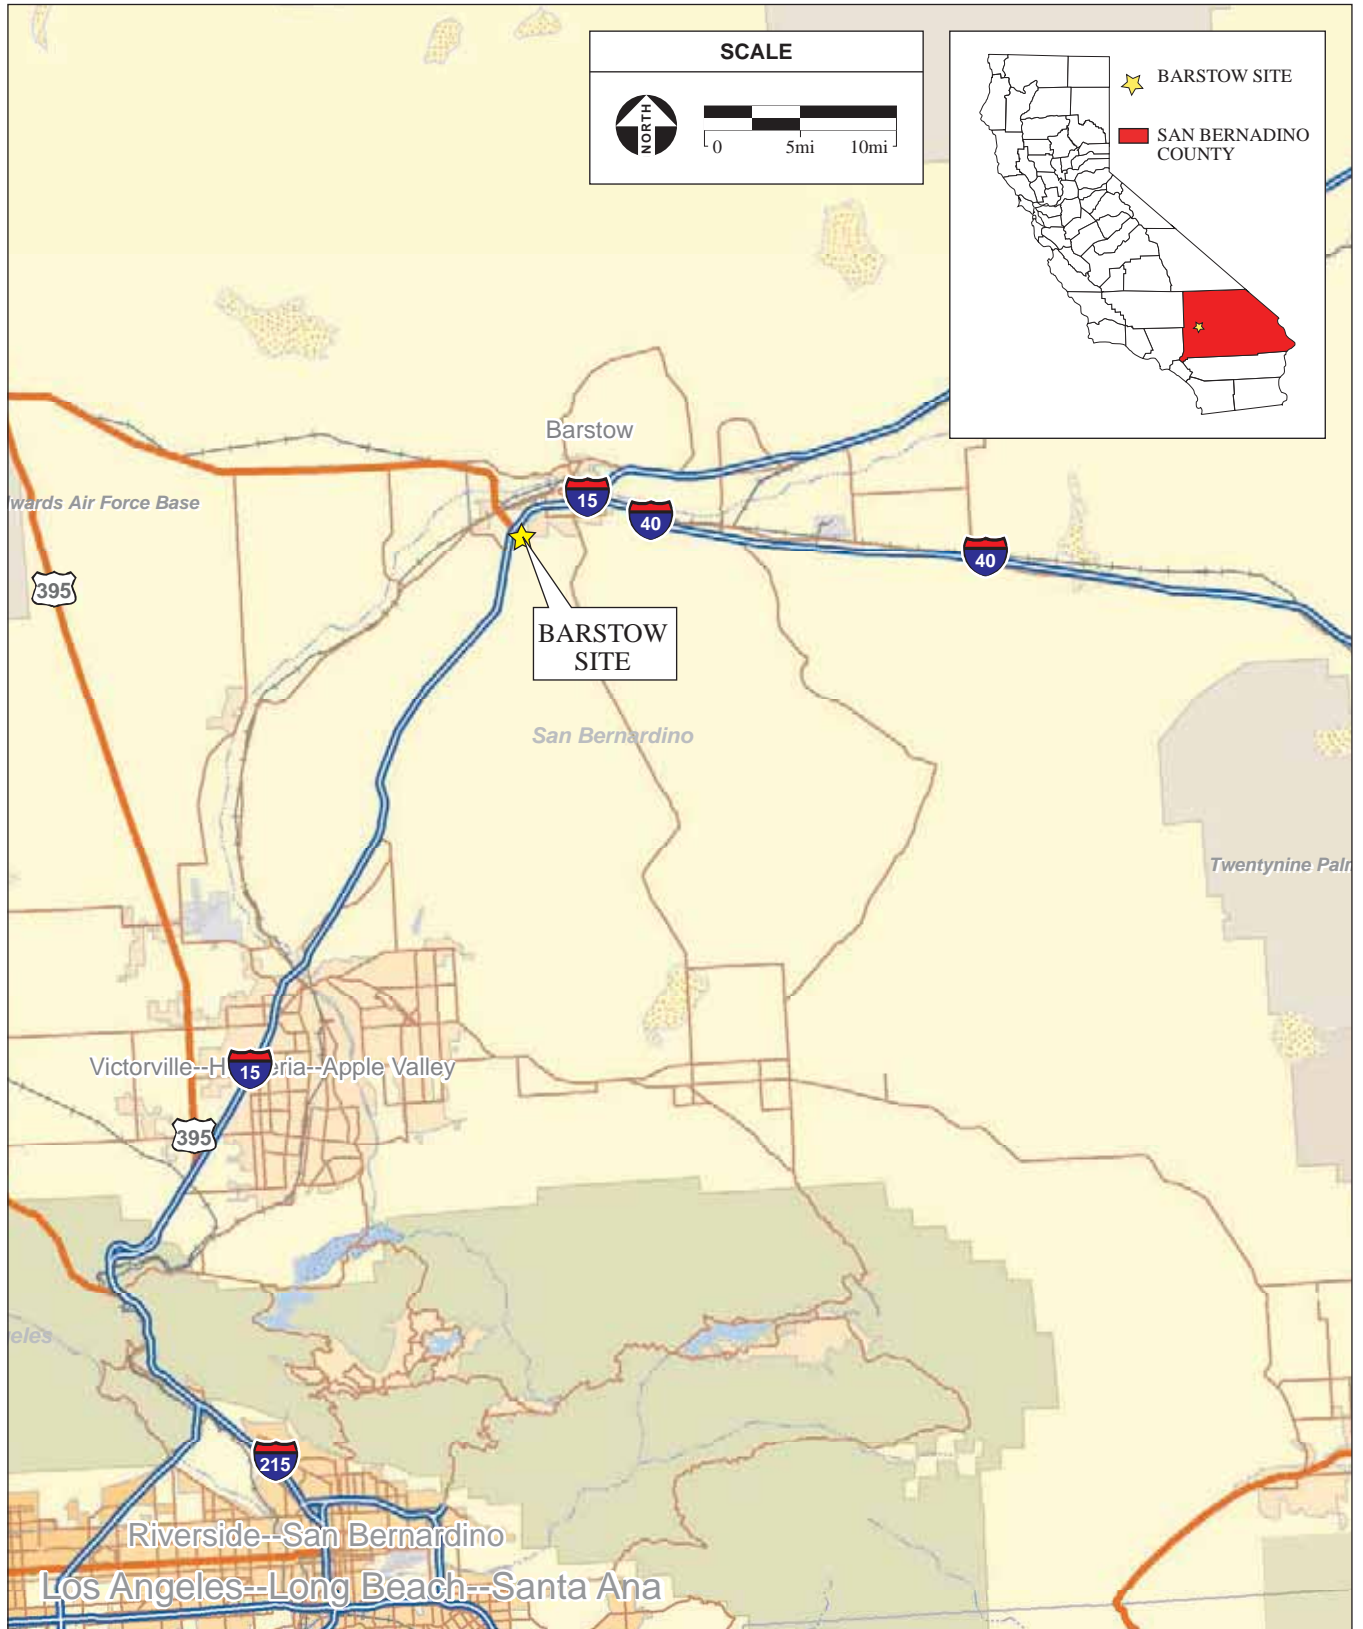 SCALE
NORTH
0 5mi 10mi
BARSTOW SITE
SAN BERNADINO
COUNTY
Barstow
15
40
40
wards Air Force Base
395
BARSTOW
SITE
San Bernardino
Twentynine Paln
Victorville--H eria--Apple Valley
15
395
eles
215
Riverside--San Bernardino
Los Angeles--Long Beach--Santa Ana